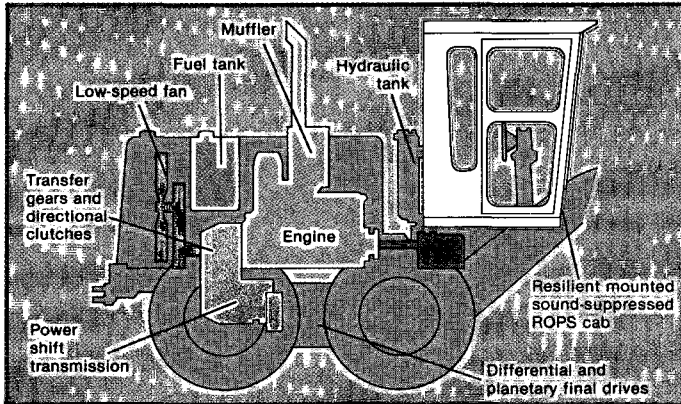 Muffler
Fuel tank
Hydraulic
tank
Low-speed fan
Transfer
gears and
directional
clutches
Engine
Power
shift
transmission
Resilient mounted
sound-suppressed
ROPS cab
Differential and
planetary final drives